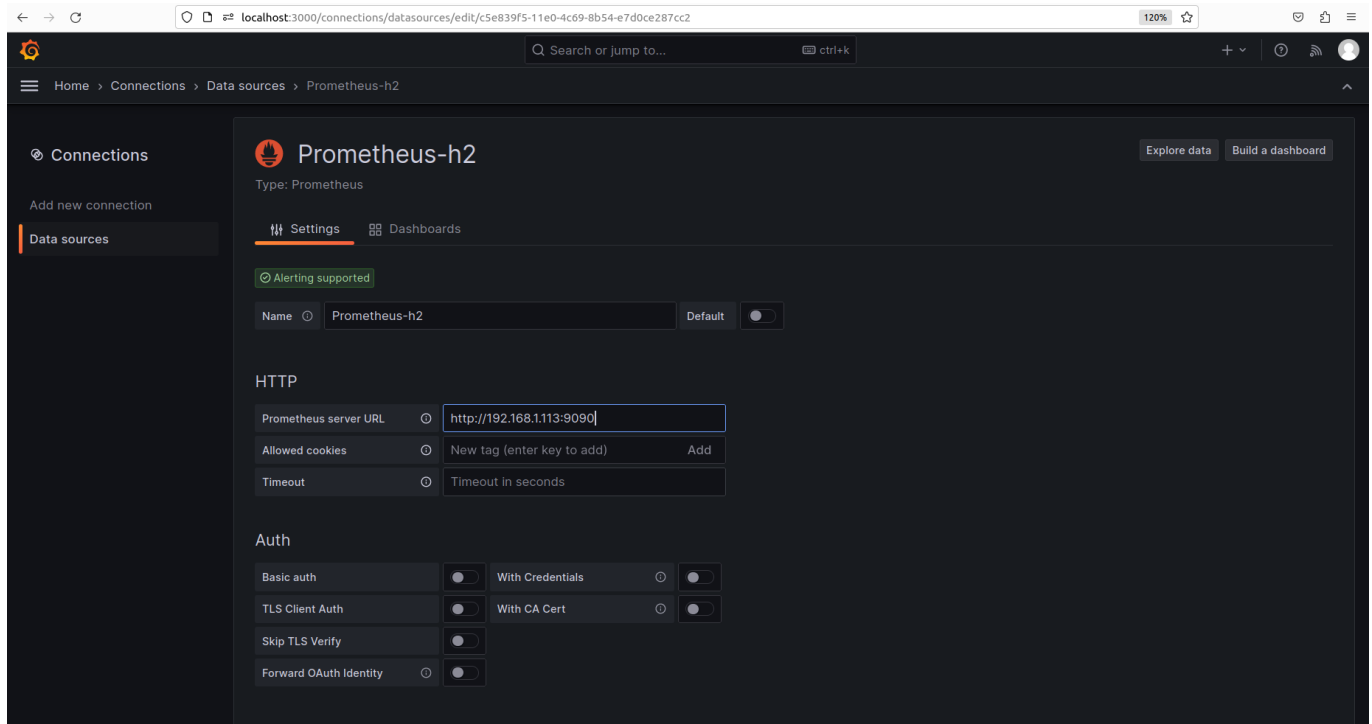 localhost:3000/connections/datasources/edit/c5e839f5-11e0-4c69-8b54-e7d0ce287cc2
120%
Search or jump to...
ctrl+k
Home › Connections › Data sources › Prometheus-h2
Connections
Add new connection
Data sources
Prometheus-h2
Type: Prometheus
Explore data
Build a dashboard
Settings
Dashboards
Alerting supported
Name
Prometheus-h2
Default
HTTP
Prometheus server URL
http://192.168.1.113:9090
Allowed cookies
New tag (enter key to add)
Add
Timeout
Timeout in seconds
Auth
Basic auth
With Credentials
TLS Client Auth
With CA Cert
Skip TLS Verify
Forward OAuth Identity